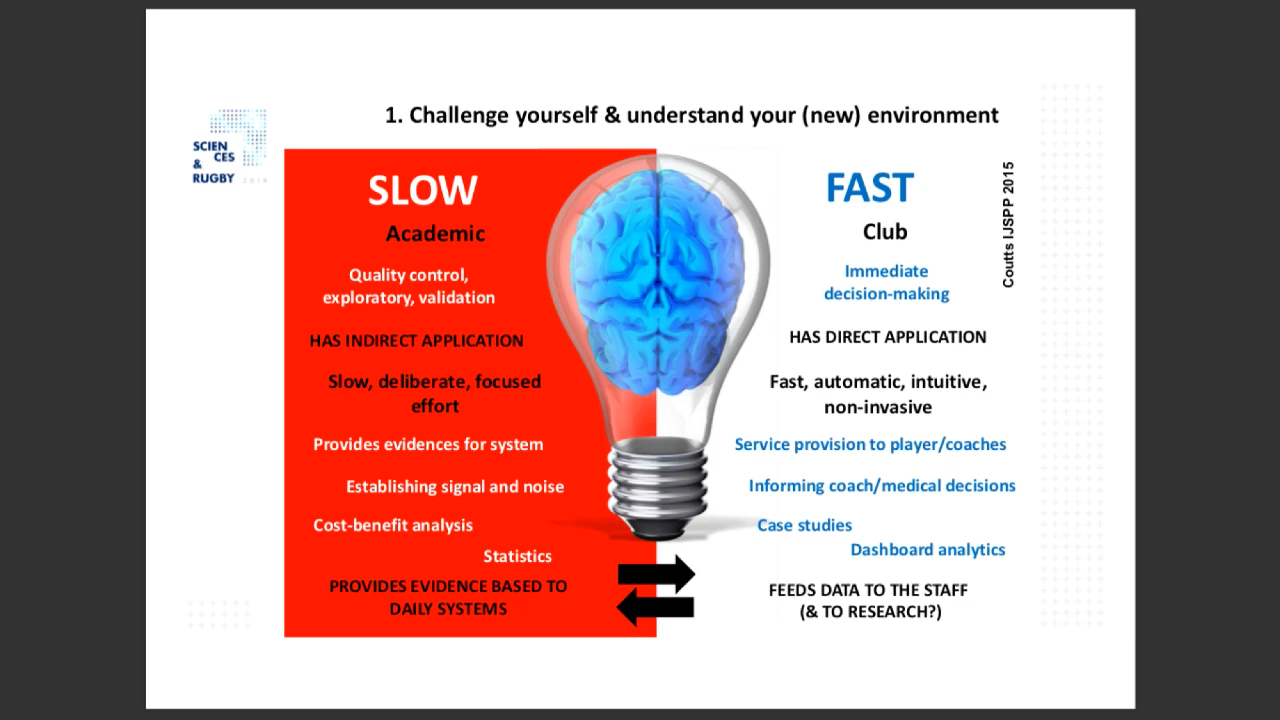 1. Challenge yourself & understand your (new) environment
SCIEN
CES
&
RUGBY 2019
SLOW
Academic
Quality control,
exploratory, validation
HAS INDIRECT APPLICATION
Slow, deliberate, focused
effort
Provides evidences for system
Establishing signal and noise
Cost-benefit analysis
Statistics
PROVIDES EVIDENCE BASED TO
DAILY SYSTEMS
FAST
Club
Immediate
decision-making
HAS DIRECT APPLICATION
Fast, automatic, intuitive,
non-invasive
Service provision to player/coaches
Informing coach/medical decisions
Case studies
Dashboard analytics
FEEDS DATA TO THE STAFF
(& TO RESEARCH?)
Coutts IJSPP 2015